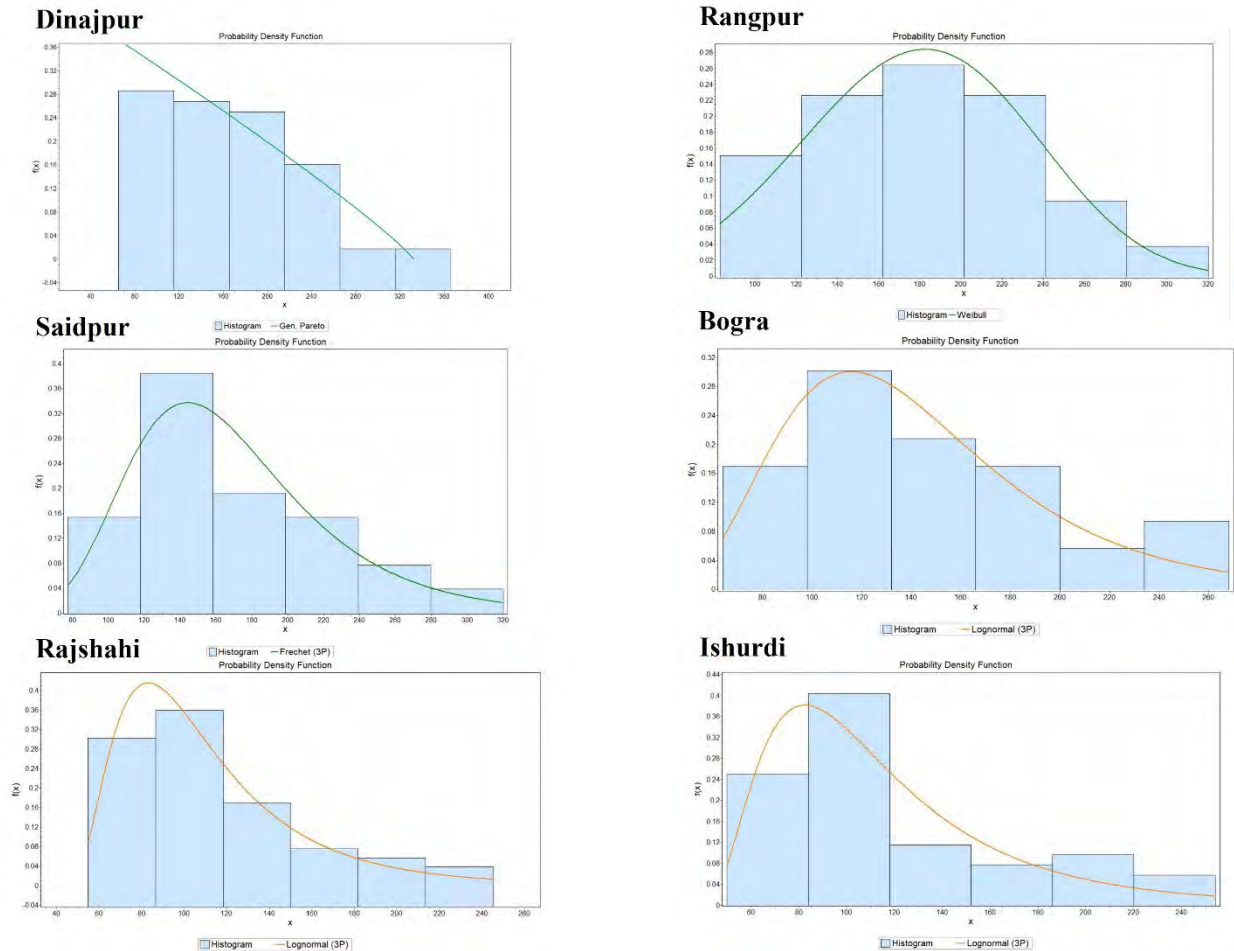 Dinajpur
Probability Density Function
0.36
0.32
0.28
0.24
0.2
0.16
0.12
0.08
0.04
0
-0.04
f(x)
40 80 120 160 200 240 280 320 360 400
x
Histogram Gen. Pareto
Rangpur
Probability Density Function
0.28
0.26
0.24
0.22
0.2
0.18
0.16
0.14
0.12
0.1
0.08
0.06
0.04
0.02
0
f(x)
100 120 140 160 180 200 220 240 260 280 300 320
x
Histogram Weibull
Saidpur
Probability Density Function
0.4
0.36
0.32
0.28
0.24
0.2
0.16
0.12
0.08
0.04
0
f(x)
80 100 120 140 160 180 200 220 240 260 280 300 320
x
Histogram Frechet (3P)
Bogra
Probability Density Function
0.32
0.28
0.24
0.2
0.16
0.12
0.08
0.04
0
f(x)
80 100 120 140 160 180 200 220 240 260
x
Histogram Lognormal (3P)
Rajshahi
Probability Density Function
0.4
0.36
0.32
0.28
0.24
0.2
0.16
0.12
0.08
0.04
0
-0.04
f(x)
40 60 80 100 120 140 160 180 200 220 240 260
x
Histogram Lognormal (3P)
Ishurdi
Probability Density Function
0.44
0.4
0.36
0.32
0.28
0.24
0.2
0.16
0.12
0.08
0.04
0
f(x)
60 80 100 120 140 160 180 200 220 240
x
Histogram Lognormal (3P)